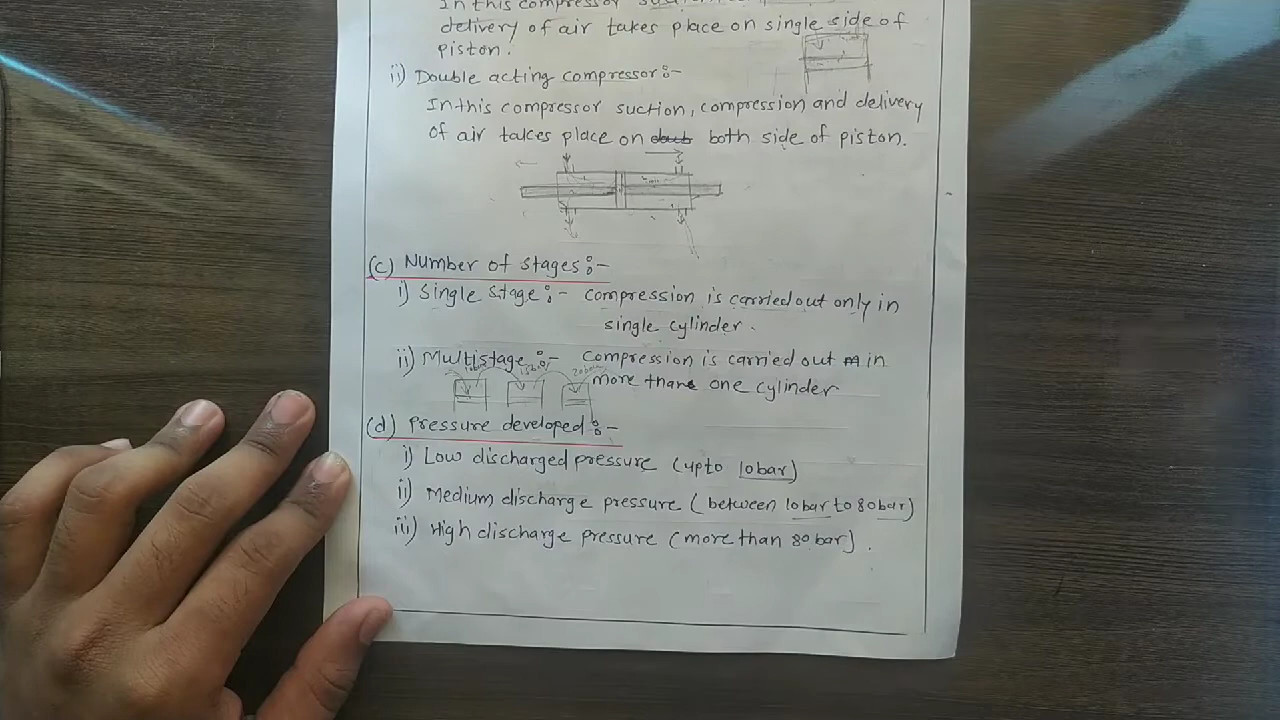 In this compressor
delivery of air takes place on single side of
piston.
ii) Double acting compressor:-
In this compressor suction, compression and delivery
of air takes place on both side of piston.
(c) Number of stages:-
i) Single stage:- compression is carried out only in
single cylinder.
ii) Multistage:- compression is carried out in
more than one cylinder
(d) Pressure developed:-
i) Low discharged pressure (upto 10bar)
ii) Medium discharge pressure (between 10bar to 80bar)
iii) High discharge pressure (more than 80 bar).